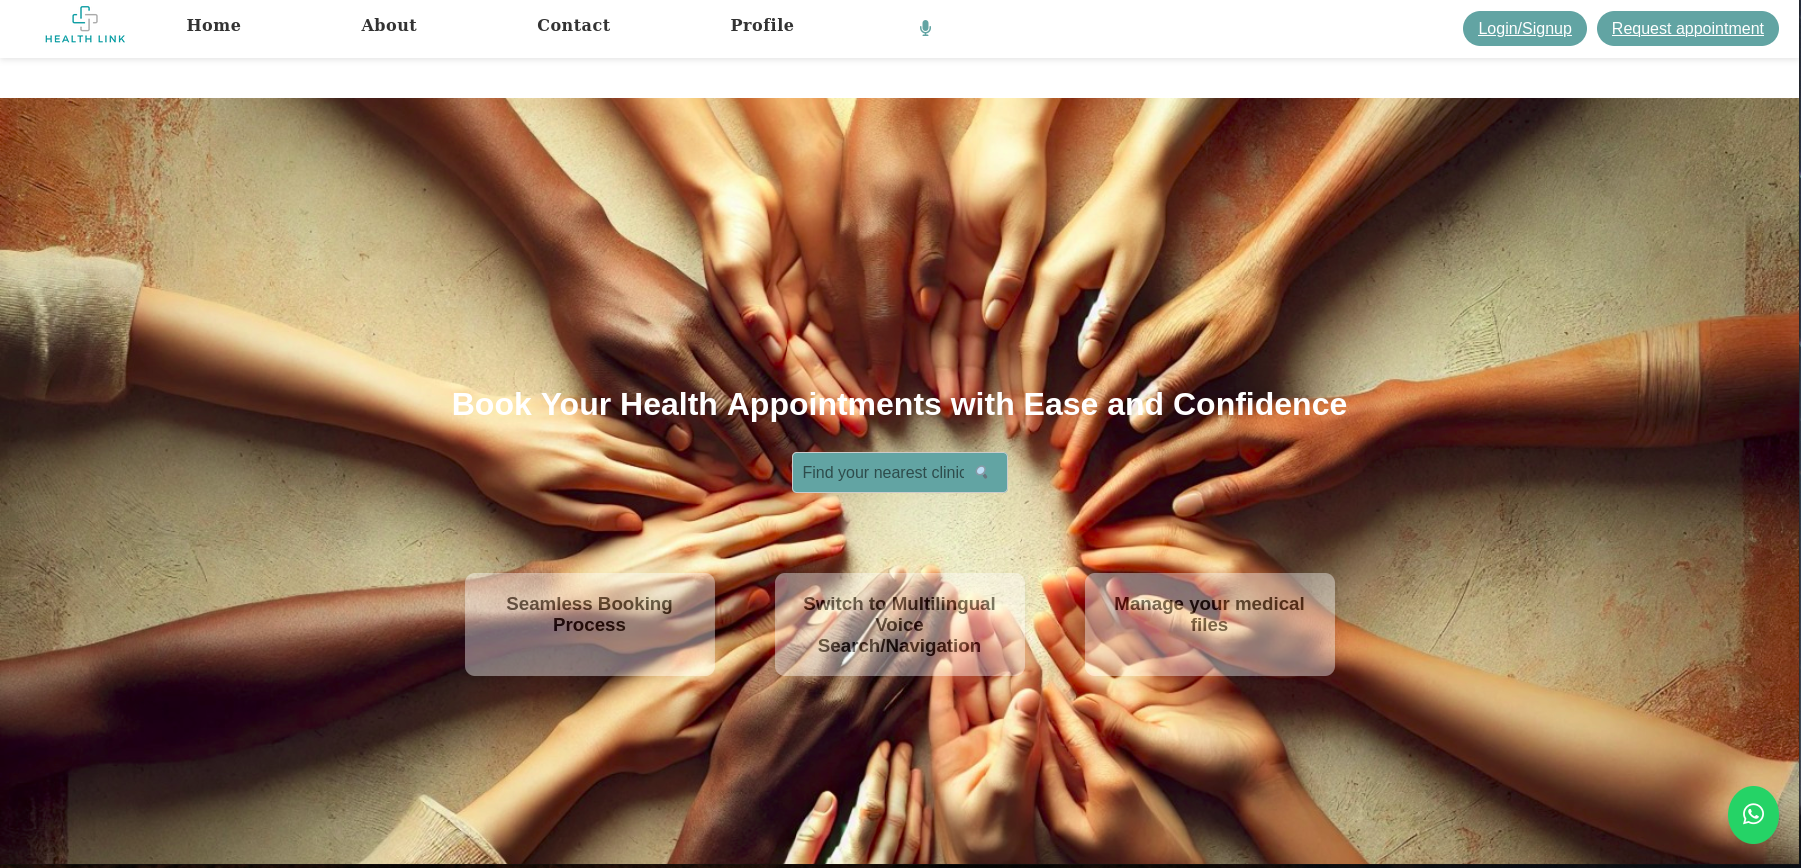 HEALTH LINK
Home
About
Contact
Profile
Login/Signup
Request appointment
Book Your Health Appointments with Ease and Confidence
Find your nearest clinic
Seamless Booking
Process
Switch to Multilingual
Voice
Search/Navigation
Manage your medical
files